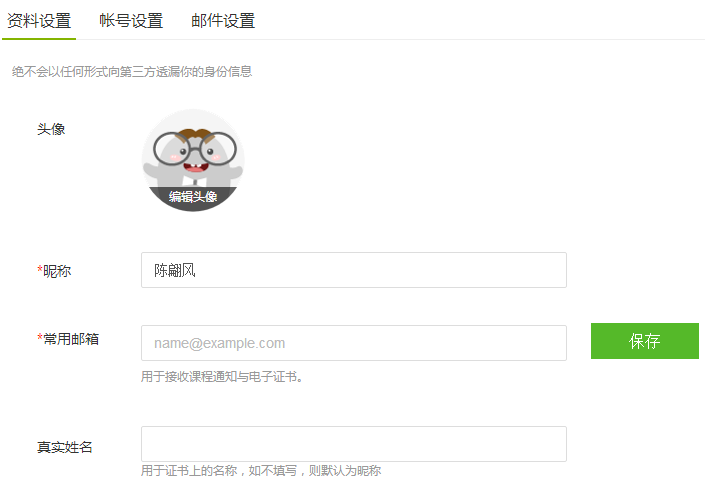 资料设置 帐号设置 邮件设置
绝不会以任何形式向第三方透漏你的身份信息
头像
编辑头像
*昵称 陈翩风
*常用邮箱 name@example.com 保存
用于接收课程通知与电子证书。
真实姓名
用于证书上的名称，如不填写，则默认为昵称